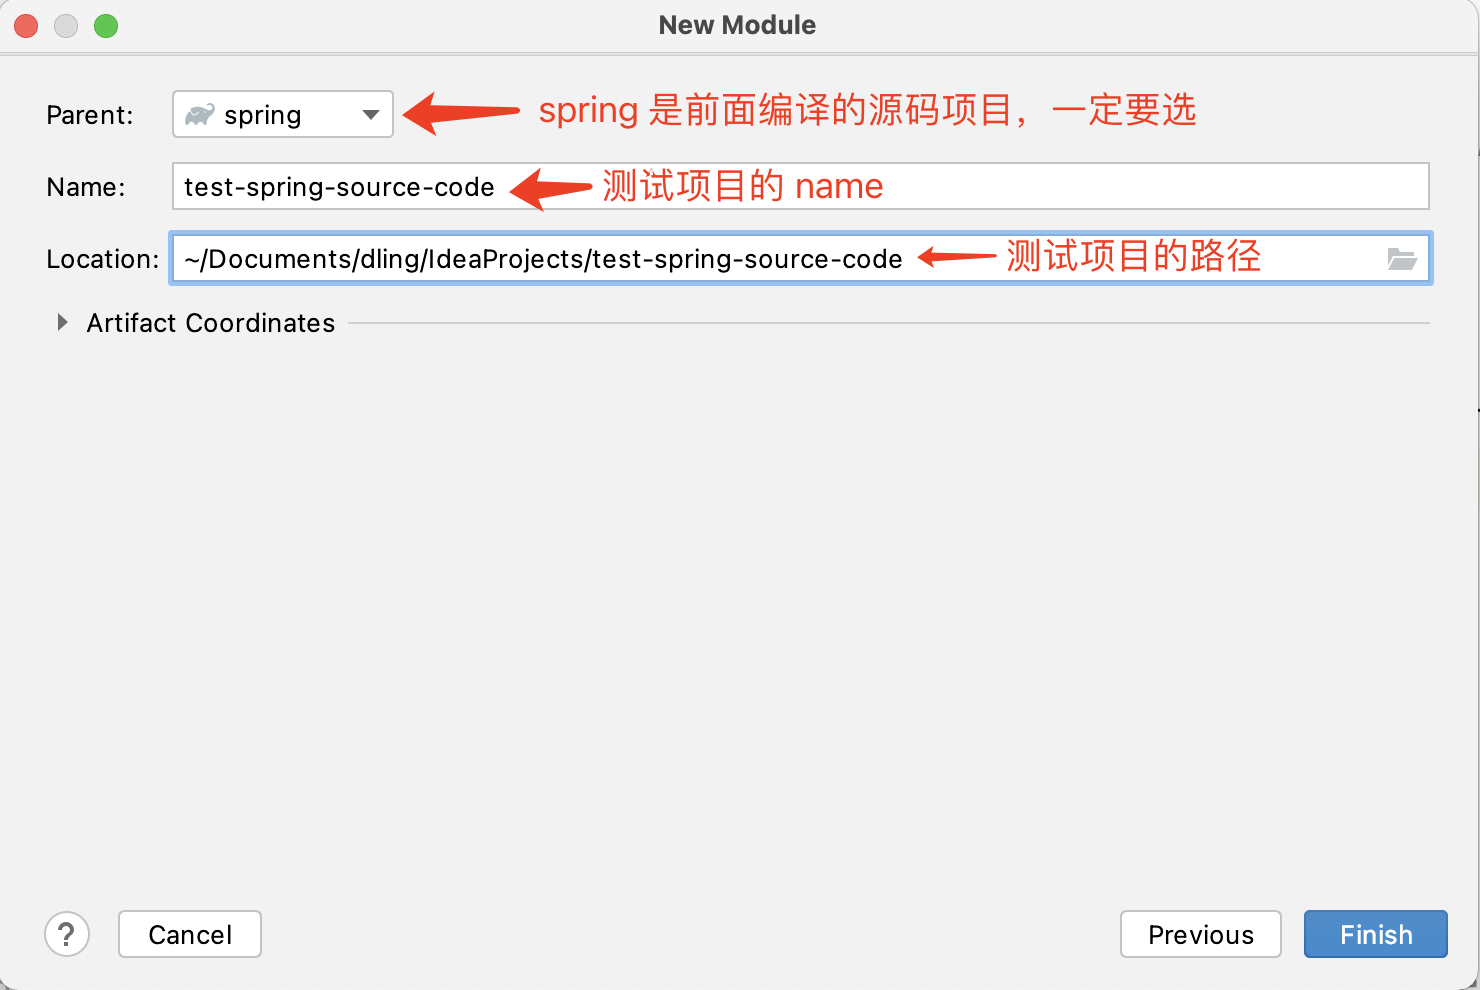 New Module
Parent: spring spring 是前面编译的源码项目，一定要选
Name: test-spring-source-code 测试项目的 name
Location: ~/Documents/dling/IdeaProjects/test-spring-source-code 测试项目的路径
Artifact Coordinates
? Cancel Previous Finish